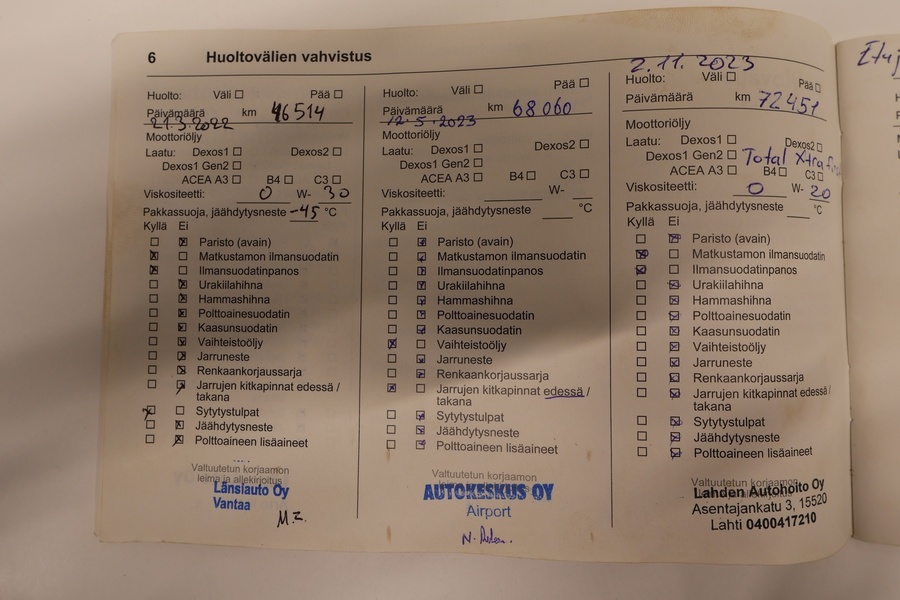 6 Huoltovälien vahvistus
Huolto: Väli Pää
Päivämäärä km 46514
21.3.2022
Moottoriöljy
Laatu: Dexos1 Dexos2
Dexos1 Gen2
ACEA A3 B4 C3
Viskositeetti: 0 W- 30
Pakkassuoja, jäähdytysneste -45 °C
Kyllä Ei
Paristo (avain)
Matkustamon ilmansuodatin
Ilmansuodatinpanos
Urakiilahihna
Hammashihna
Polttoainesuodatin
Kaasunsuodatin
Vaihteistoöljy
Jarruneste
Renkaankorjaussarja
Jarrujen kitkapinnat edessä /
takana
Sytytystulpat
Jäähdytysneste
Polttoaineen lisäaineet
Valtuutetun korjaamon
leima ja allekirjoitus
Länsiauto Oy
Vantaa
M.Z.
Huolto: Väli Pää
Päivämäärä km 68060
12.5.2023
Moottoriöljy
Laatu: Dexos1 Dexos2
Dexos1 Gen2
ACEA A3 B4 C3
Viskositeetti: W-
Pakkassuoja, jäähdytysneste °C
Kyllä Ei
Paristo (avain)
Matkustamon ilmansuodatin
Ilmansuodatinpanos
Urakiilahihna
Hammashihna
Polttoainesuodatin
Kaasunsuodatin
Vaihteistoöljy
Jarruneste
Renkaankorjaussarja
Jarrujen kitkapinnat edessä /
takana
Sytytystulpat
Jäähdytysneste
Polttoaineen lisäaineet
Valtuutetun korjaamon
AUTOKESKUS OY
Airport
2.11.2023
Huolto: Väli Pää
Päivämäärä km 72451
Moottoriöljy
Laatu: Dexos1 Dexos2
Dexos1 Gen2 Total Xtra
ACEA A3 B4 C3
Viskositeetti: 0 W- 20
Pakkassuoja, jäähdytysneste °C
Kyllä Ei
Paristo (avain)
Matkustamon ilmansuodatin
Ilmansuodatinpanos
Urakiilahihna
Hammashihna
Polttoainesuodatin
Kaasunsuodatin
Vaihteistoöljy
Jarruneste
Renkaankorjaussarja
Jarrujen kitkapinnat edessä /
takana
Sytytystulpat
Jäähdytysneste
Polttoaineen lisäaineet
Valtuutetun korjaamon
Lahden Autohoito Oy
Asentajankatu 3, 15520
Lahti 0400417210